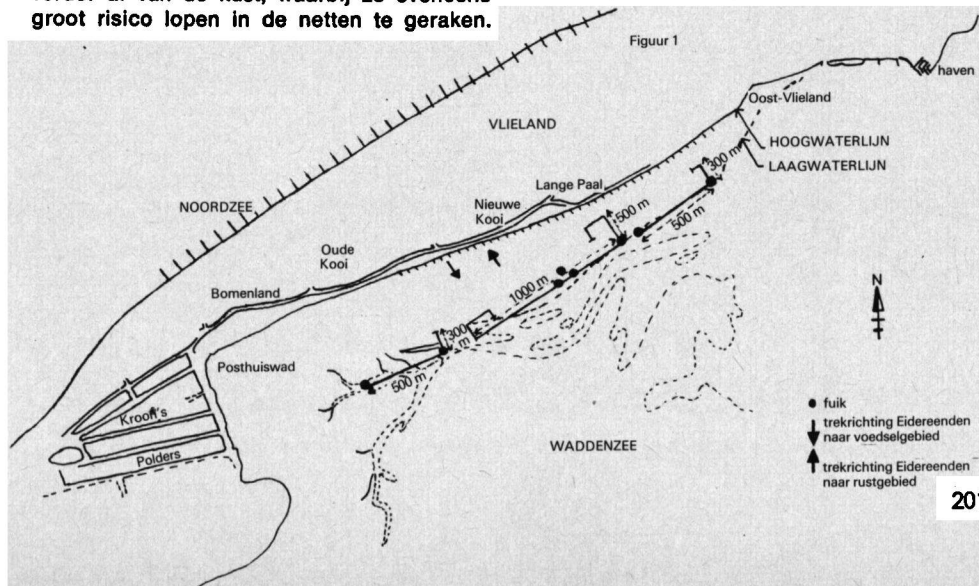 groot risico lopen in de netten te geraken.
Figuur 1
haven
Oost-Vlieland
VLIELAND
HOOGWATERLIJN
LAAGWATERLIJN
300 m
Lange Paal
NOORDZEE
Nieuwe
Kooi
500 m
500 m
Oude
Kooi
1000 m
Bomenland
N
300
m
Posthuiswad
500 m
Kroon's
Polders
WADDENZEE
fuik
trekrichting Eidereenden
naar voedselgebied
trekrichting Eidereenden
naar rustgebied
201